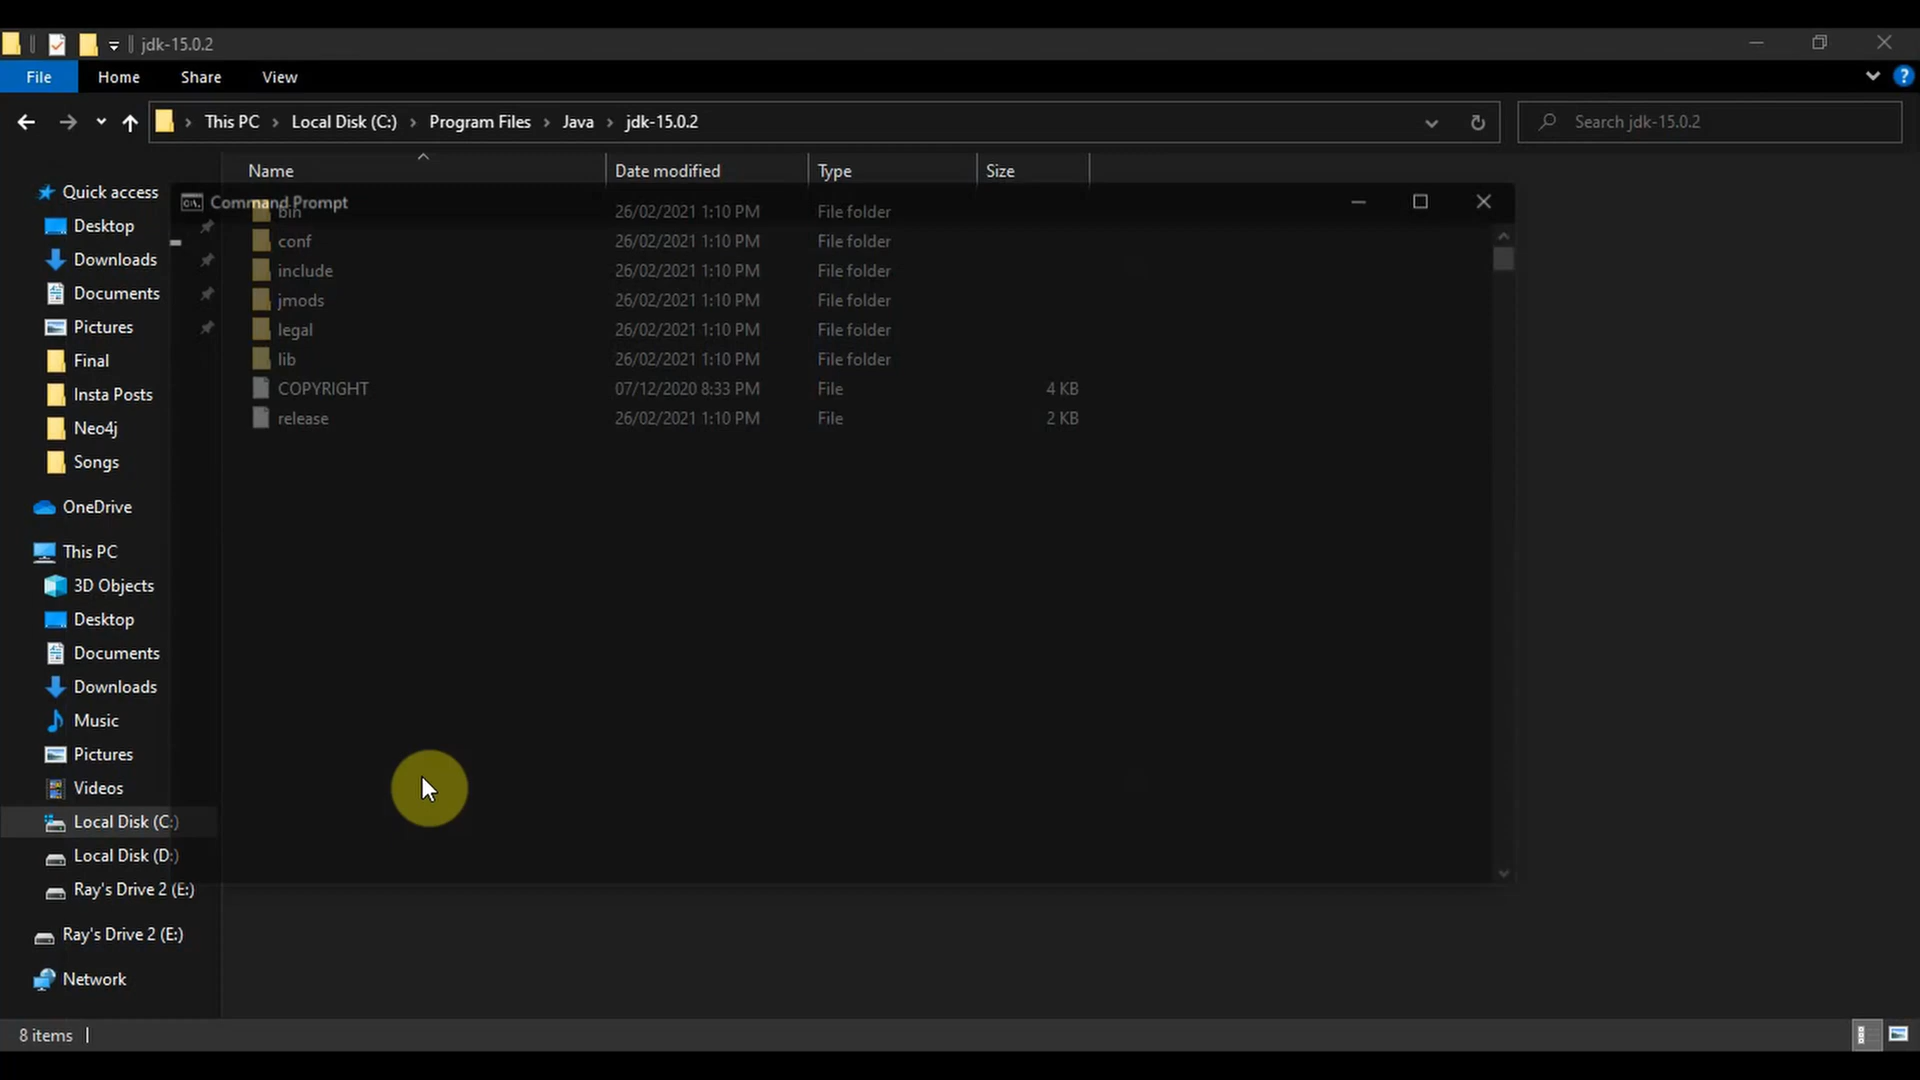 jdk-15.0.2
File Home Share View
This PC Local Disk (C:) Program Files Java jdk-15.0.2
Search jdk-15.0.2
Name Date modified Type Size
Quick access
Desktop
Downloads
Documents
Pictures
Final
Insta Posts
Neo4j
Songs
OneDrive
This PC
3D Objects
Desktop
Documents
Downloads
Music
Pictures
Videos
Local Disk (C:)
Local Disk (D:)
Ray's Drive 2 (E:)
Ray's Drive 2 (E:)
Network
Command Prompt
bin 26/02/2021 1:10 PM File folder
conf 26/02/2021 1:10 PM File folder
include 26/02/2021 1:10 PM File folder
jmods 26/02/2021 1:10 PM File folder
legal 26/02/2021 1:10 PM File folder
lib 26/02/2021 1:10 PM File folder
COPYRIGHT 07/12/2020 8:33 PM File 4 KB
release 26/02/2021 1:10 PM File 2 KB
8 items